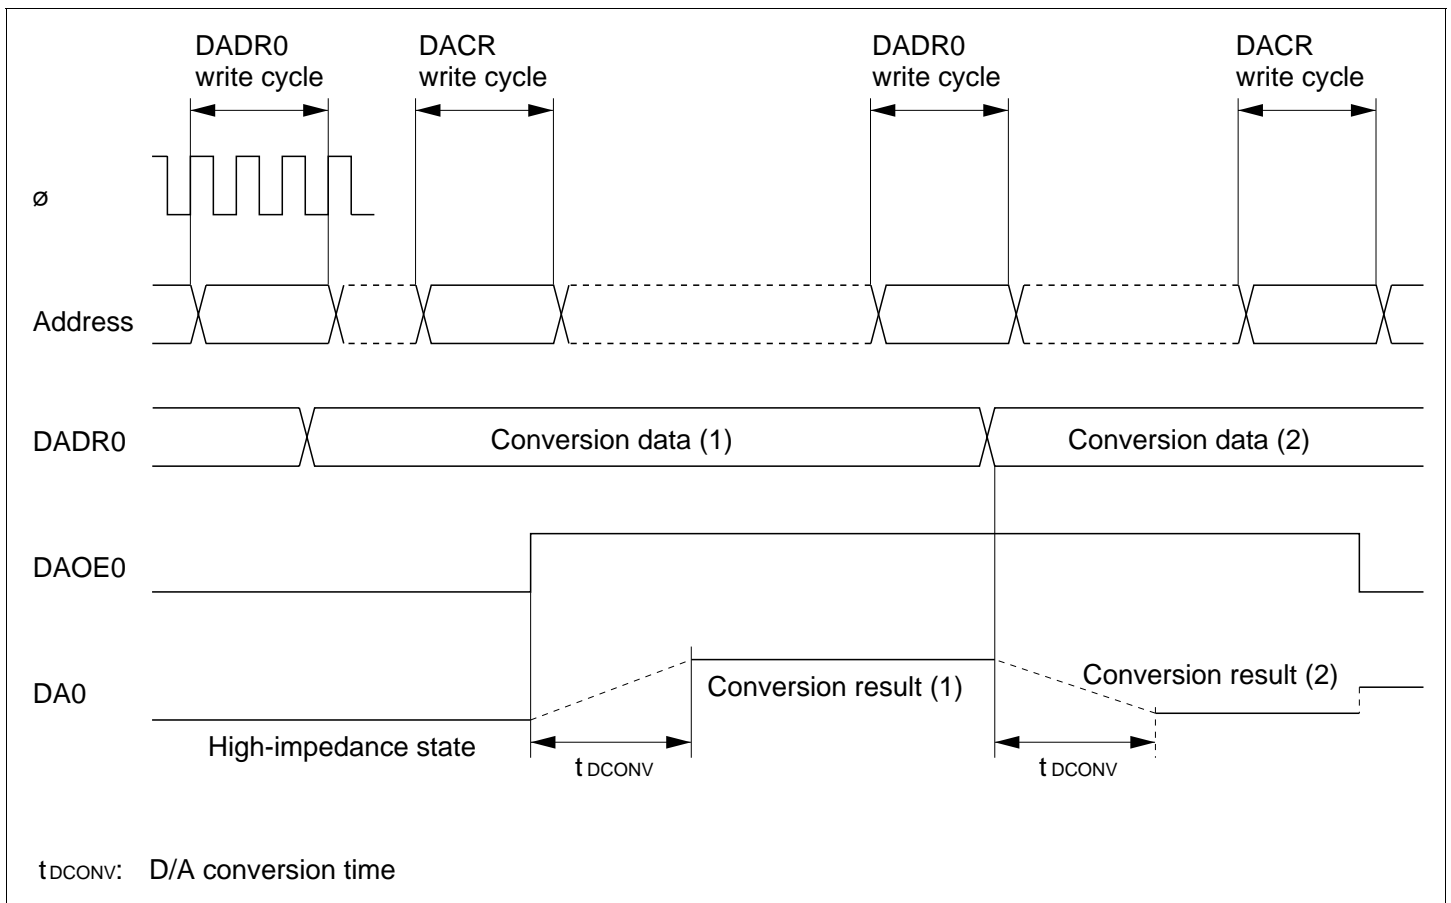 DADR0
write cycle
DACR
write cycle
DADR0
write cycle
DACR
write cycle
ø
Address
DADR0
Conversion data (1)
Conversion data (2)
DAOE0
DA0
Conversion result (1)
Conversion result (2)
High-impedance state
t DCONV
t DCONV
t DCONV: D/A conversion time